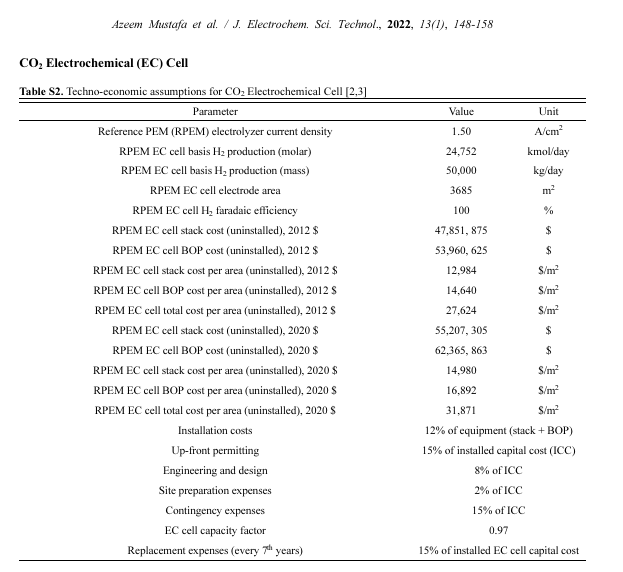 Azeem Mustafa et al. / J. Electrochem. Sci. Technol., 2022, 13(1), 148-158
CO₂ Electrochemical (EC) Cell
Table S2. Techno-economic assumptions for CO₂ Electrochemical Cell [2,3]
Parameter Value Unit
Reference PEM (RPEM) electrolyzer current density 1.50 A/cm²
RPEM EC cell basis H₂ production (molar) 24,752 kmol/day
RPEM EC cell basis H₂ production (mass) 50,000 kg/day
RPEM EC cell electrode area 3685 m²
RPEM EC cell H₂ faradaic efficiency 100 %
RPEM EC cell stack cost (uninstalled), 2012 $ 47,851, 875 $
RPEM EC cell BOP cost (uninstalled), 2012 $ 53,960, 625 $
RPEM EC cell stack cost per area (uninstalled), 2012 $ 12,984 $/m²
RPEM EC cell BOP cost per area (uninstalled), 2012 $ 14,640 $/m²
RPEM EC cell total cost per area (uninstalled), 2012 $ 27,624 $/m²
RPEM EC cell stack cost (uninstalled), 2020 $ 55,207, 305 $
RPEM EC cell BOP cost (uninstalled), 2020 $ 62,365, 863 $
RPEM EC cell stack cost per area (uninstalled), 2020 $ 14,980 $/m²
RPEM EC cell BOP cost per area (uninstalled), 2020 $ 16,892 $/m²
RPEM EC cell total cost per area (uninstalled), 2020 $ 31,871 $/m²
Installation costs 12% of equipment (stack + BOP)
Up-front permitting 15% of installed capital cost (ICC)
Engineering and design 8% of ICC
Site preparation expenses 2% of ICC
Contingency expenses 15% of ICC
EC cell capacity factor 0.97
Replacement expenses (every 7th years) 15% of installed EC cell capital cost